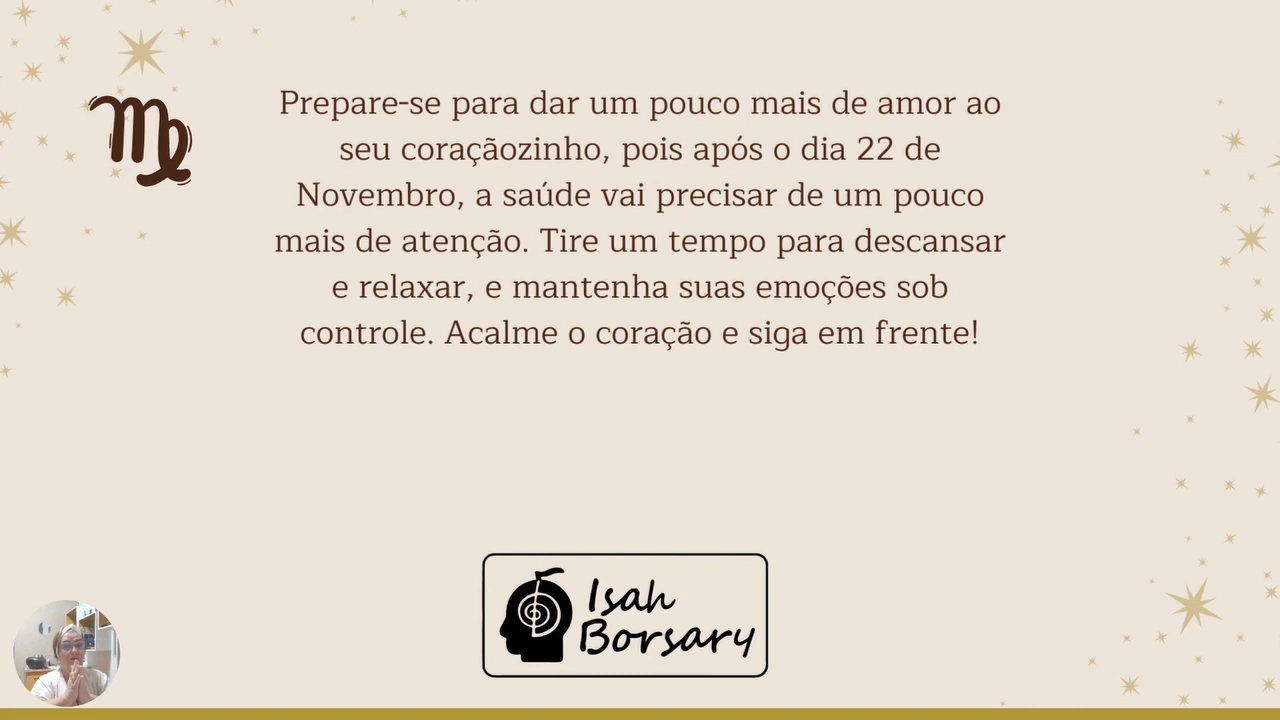 Prepare-se para dar um pouco mais de amor ao
seu coraçãozinho, pois após o dia 22 de
Novembro, a saúde vai precisar de um pouco
mais de atenção. Tire um tempo para descansar
e relaxar, e mantenha suas emoções sob
controle. Acalme o coração e siga em frente!
Isah
Borsary